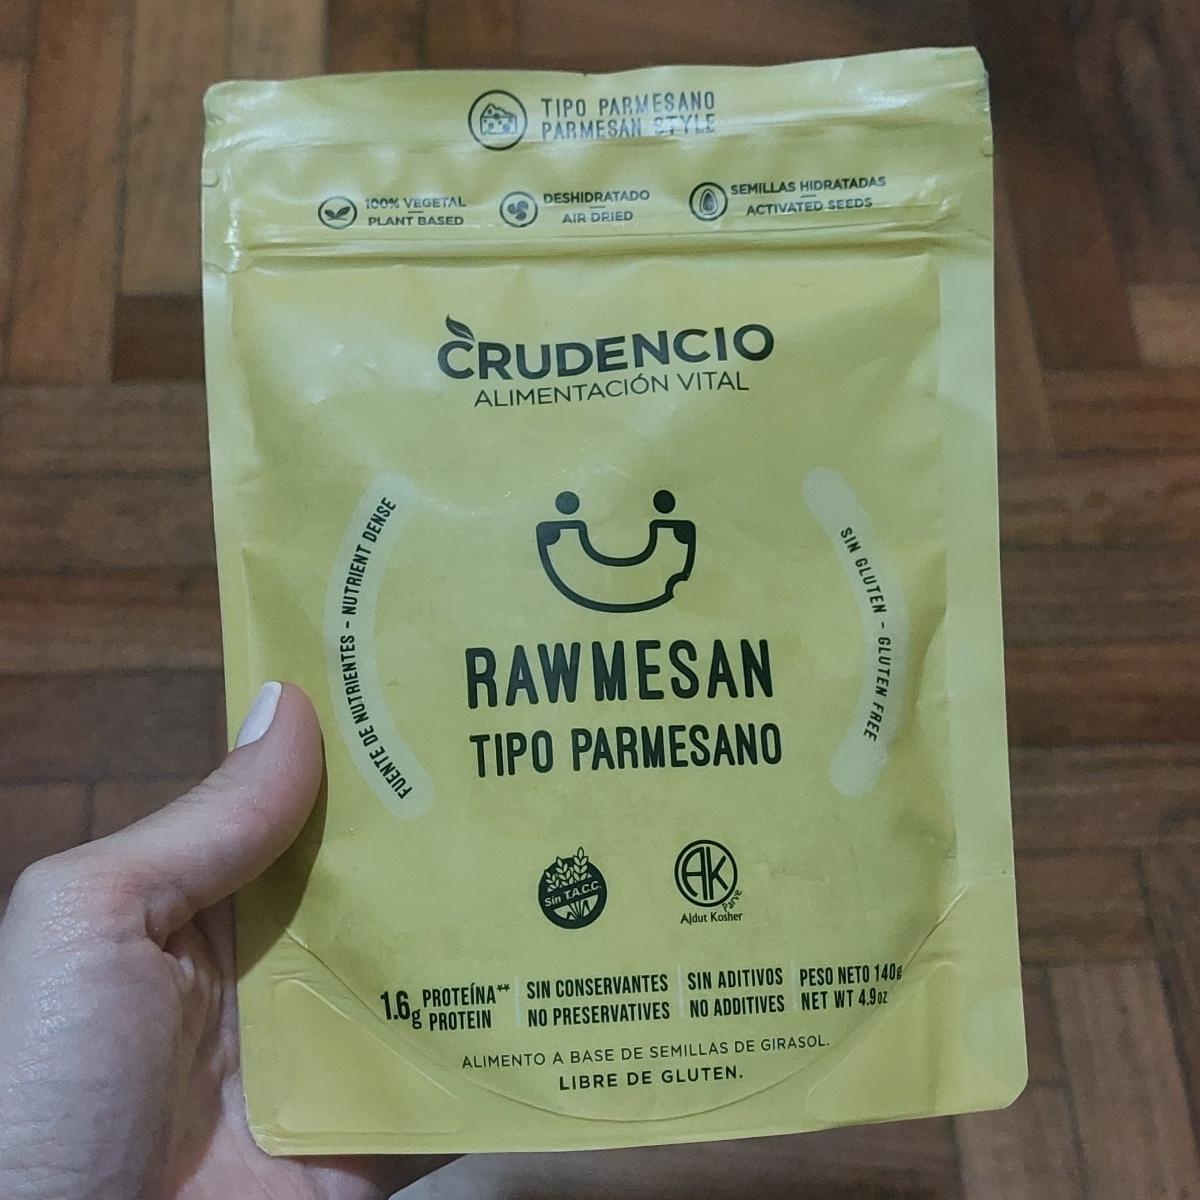 TIPO PARMESANO
PARMESAN STYLE
100% VEGETAL
PLANT BASED
DESHIDRATADO
AIR DRIED
SEMILLAS HIDRATADAS
ACTIVATED SEEDS
CRUDENCIO
ALIMENTACIÓN VITAL
FUENTE DE NUTRIENTES - NUTRIENT DENSE
SIN GLUTEN - GLUTEN FREE
RAWMESAN
TIPO PARMESANO
Sin T.A.C.C.
AK
Parve
Ajdut Kosher
1.6g PROTEÍNA**
PROTEIN
SIN CONSERVANTES
NO PRESERVATIVES
SIN ADITIVOS
NO ADDITIVES
PESO NETO 140g
NET WT 4.9oz
ALIMENTO A BASE DE SEMILLAS DE GIRASOL.
LIBRE DE GLUTEN.